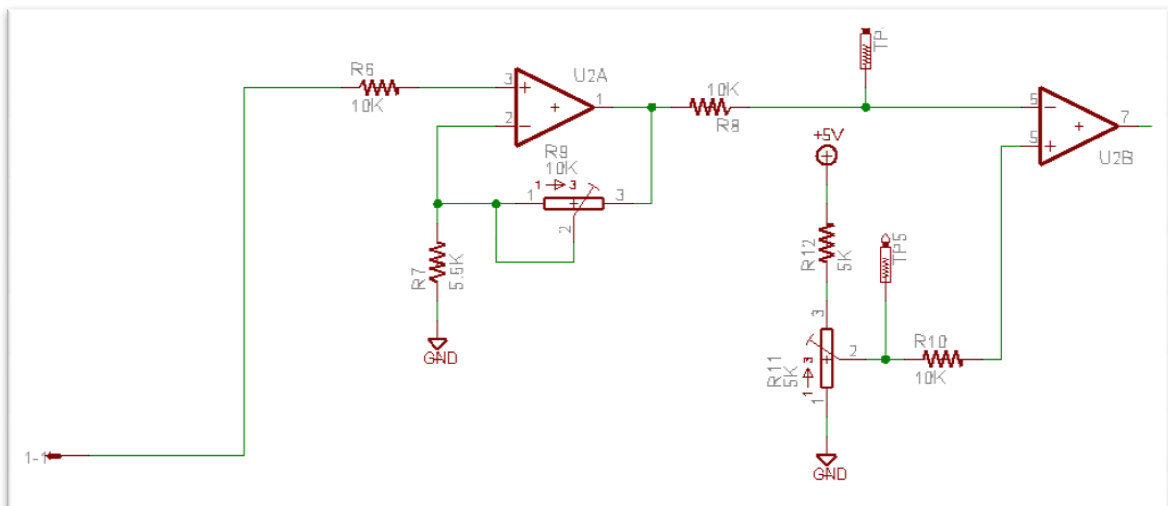 R6
10K
3
2
+
−
+
1
U2A
R9
10K
1 → 3
1
3
2
R7
5.6K
GND
10K
R8
TP
+5V
R12
5K
3
R11
5K
1 → 3
2
1
GND
TP5
R10
10K
5
−
+
+
7
U2B
1-1